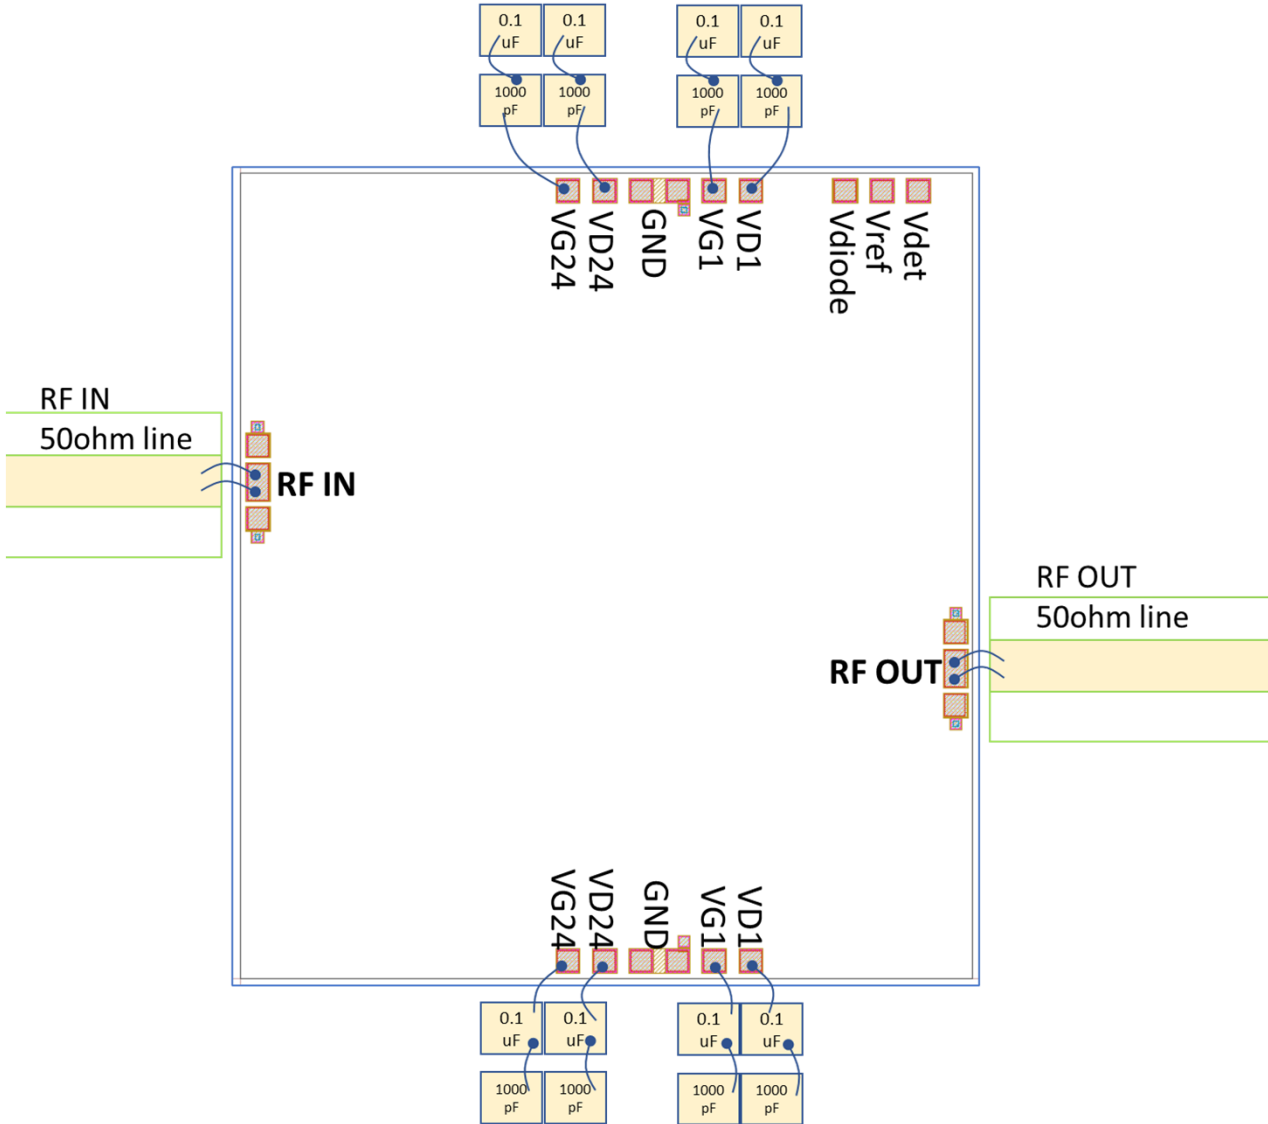 0.1
uF
0.1
uF
0.1
uF
0.1
uF
1000
pF
1000
pF
1000
pF
1000
pF
VG24
VD24
GND
VG1
VD1
Vdiode
Vref
Vdet
RF IN
50ohm line
RF IN
RF OUT
50ohm line
RF OUT
VG24
VD24
GND
VG1
VD1
0.1
uF
0.1
uF
0.1
uF
0.1
uF
1000
pF
1000
pF
1000
pF
1000
pF